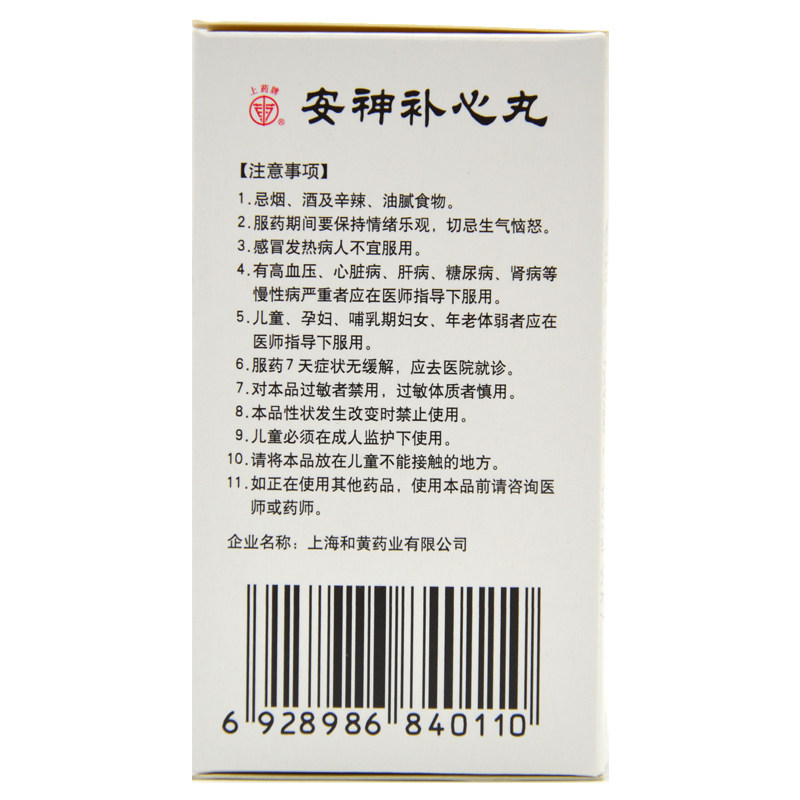 上药牌
®
安神补心丸
【注意事项】
1.忌烟、酒及辛辣、油腻食物。
2.服药期间要保持情绪乐观，切忌生气恼怒。
3.感冒发热病人不宜服用。
4.有高血压、心脏病、肝病、糖尿病、肾病等
慢性病严重者应在医师指导下服用。
5.儿童、孕妇、哺乳期妇女、年老体弱者应在
医师指导下服用。
6.服药7天症状无缓解，应去医院就诊。
7.对本品过敏者禁用，过敏体质者慎用。
8.本品性状发生改变时禁止使用。
9.儿童必须在成人监护下使用。
10.请将本品放在儿童不能接触的地方。
11.如正在使用其他药品，使用本品前请咨询医
师或药师。
企业名称：上海和黄药业有限公司
6 928986 840110